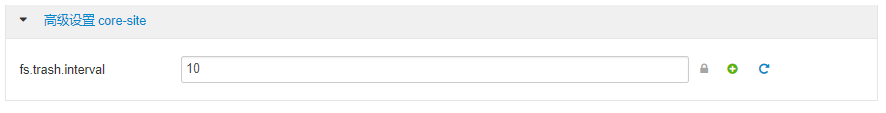 高级设置 core-site
fs.trash.interval
10